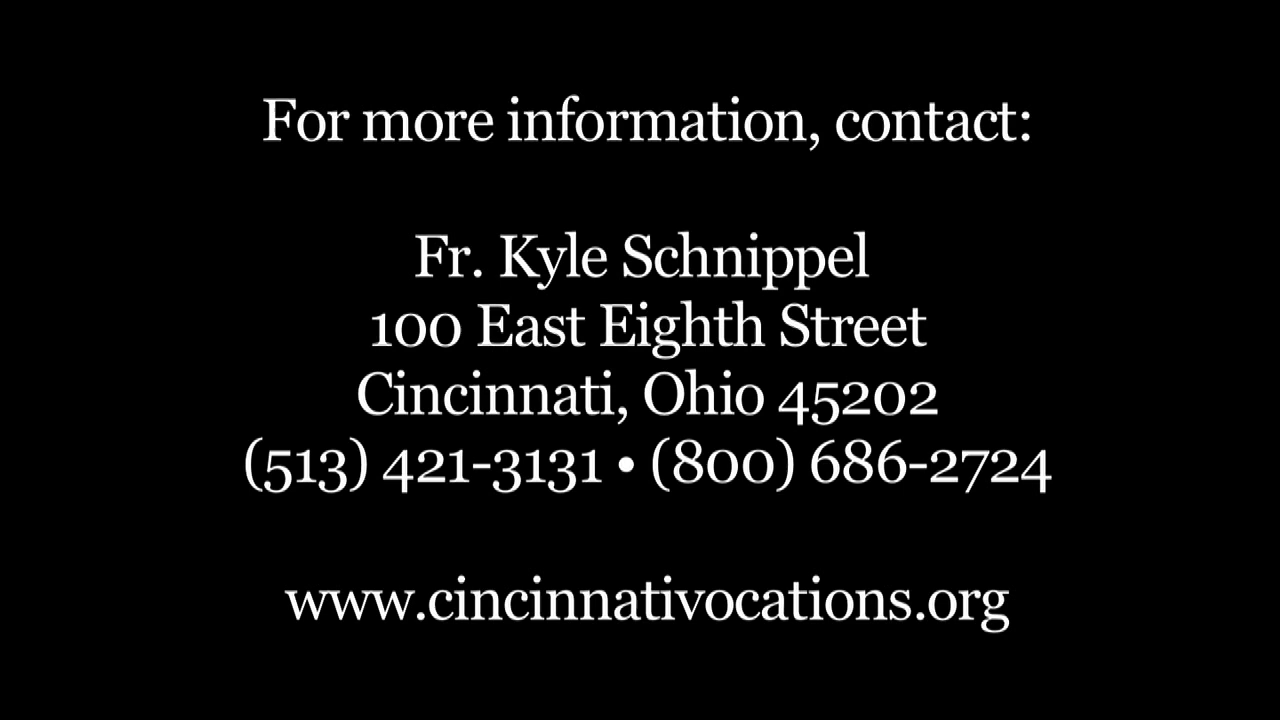 For more information, contact:
Fr. Kyle Schnippel
100 East Eighth Street
Cincinnati, Ohio 45202
(513) 421-3131 • (800) 686-2724
www.cincinnativocations.org